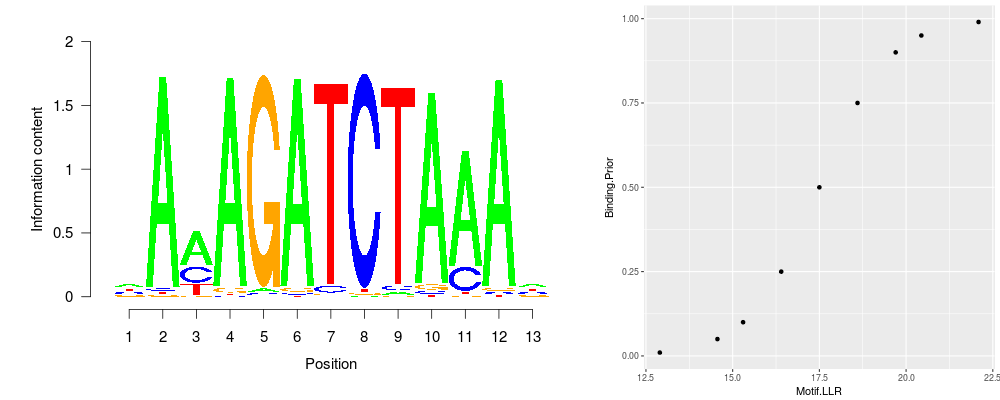 2
1.5
1
0.5
0
Information content
A A A G A T C T A A A
C C
T
1 2 3 4 5 6 7 8 9 10 11 12 13
Position
1.00
0.75
0.50
0.25
0.00
Binding.Prior
12.5 15.0 17.5 20.0 22.5
Motif.LLR